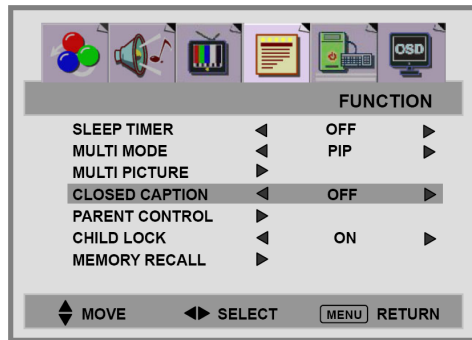 OSD
FUNCTION
SLEEP TIMER OFF
MULTI MODE PIP
MULTI PICTURE
CLOSED CAPTION OFF
PARENT CONTROL
CHILD LOCK ON
MEMORY RECALL
MOVE SELECT MENU RETURN